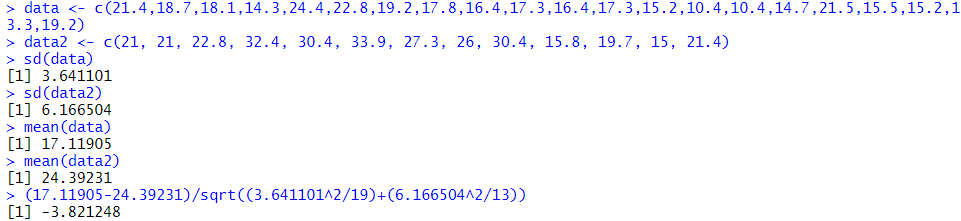 > data <- c(21.4,18.7,18.1,14.3,24.4,22.8,19.2,17.8,16.4,17.3,16.4,17.3,15.2,10.4,10.4,14.7,21.5,15.5,15.2,1
3.3,19.2)
> data2 <- c(21, 21, 22.8, 32.4, 30.4, 33.9, 27.3, 26, 30.4, 15.8, 19.7, 15, 21.4)
> sd(data)
[1] 3.641101
> sd(data2)
[1] 6.166504
> mean(data)
[1] 17.11905
> mean(data2)
[1] 24.39231
> (17.11905-24.39231)/sqrt((3.641101^2/19)+(6.166504^2/13))
[1] -3.821248